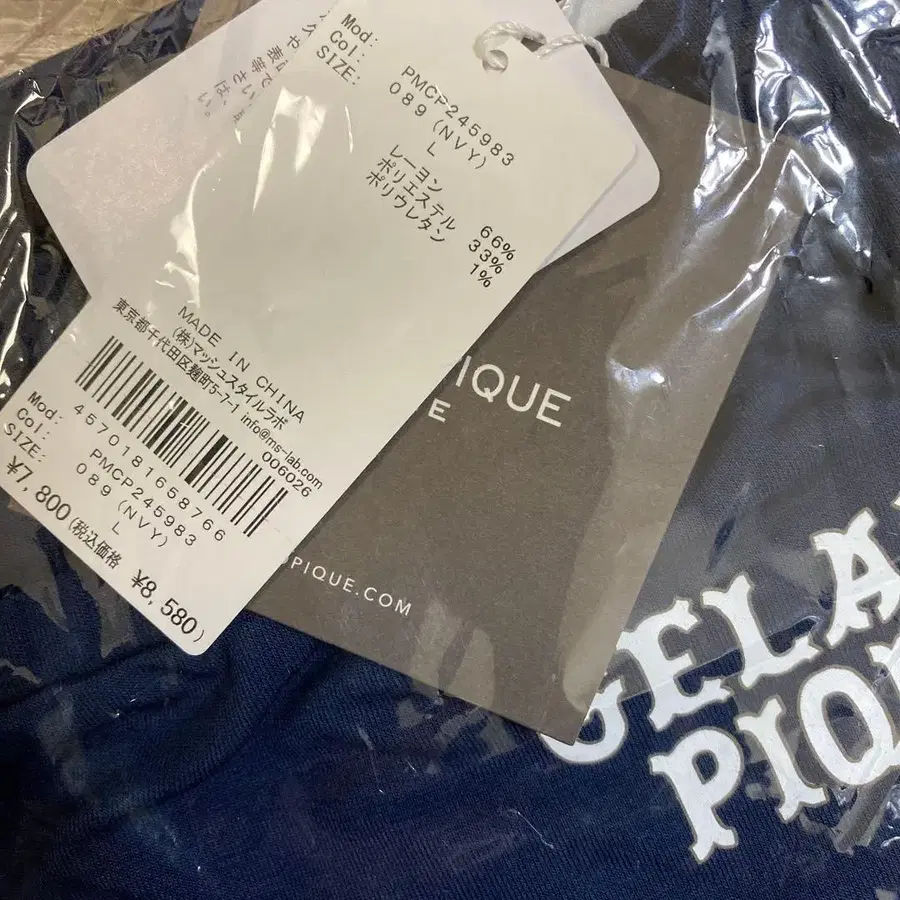 Mod: PMCP245983
Col: 089 (NVY)
SIZE: L
レーヨン 66%
ポリエステル 33%
ポリウレタン 1%
MADE IN CHINA
(株)マッシュスタイルラボ
東京都千代田区麹町5-7-1 info@ms-lab.com
006026
4570181658766
Mod: PMCP245983
Col: 089 (NVY)
SIZE: L
¥7,800(税込価格 ¥8,580)
IQUE
E
PIQUE.COM
GELA
PIQ